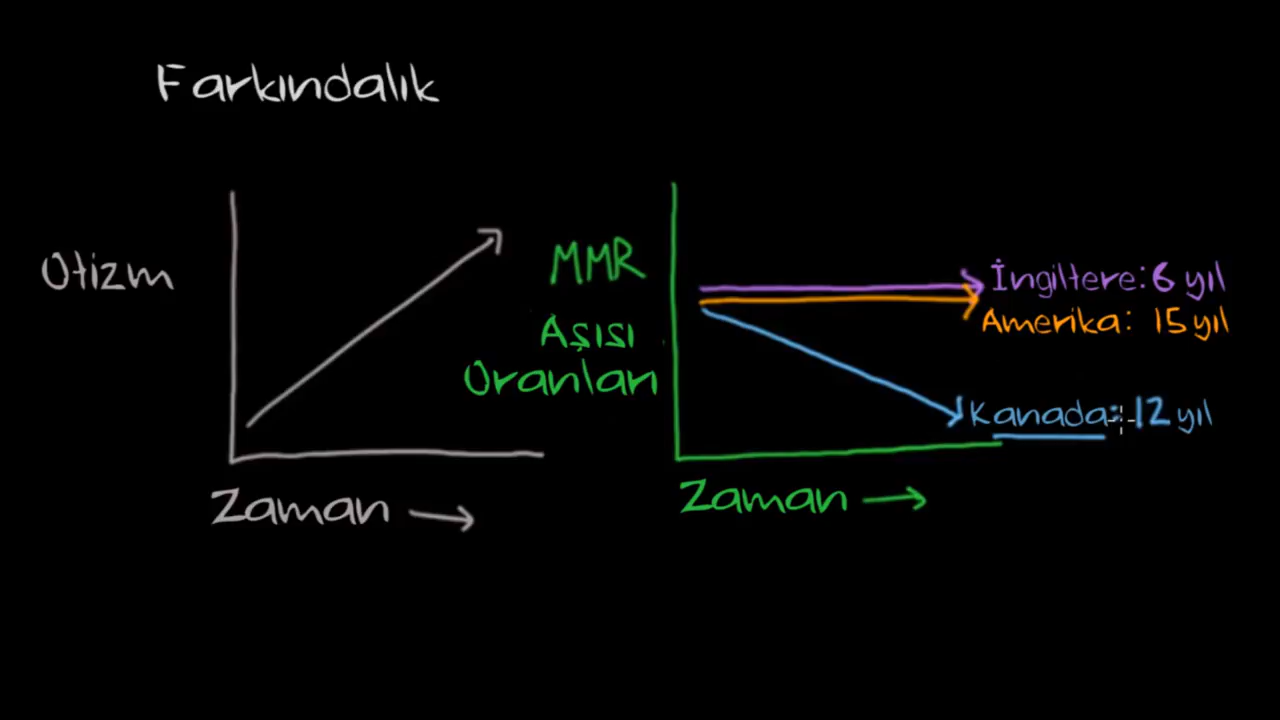 Farkındalık
Otizm
Zaman
MMR
Aşısı
Oranları
Zaman
İngiltere: 6 yıl
Amerika: 15 yıl
Kanada: 12 yıl